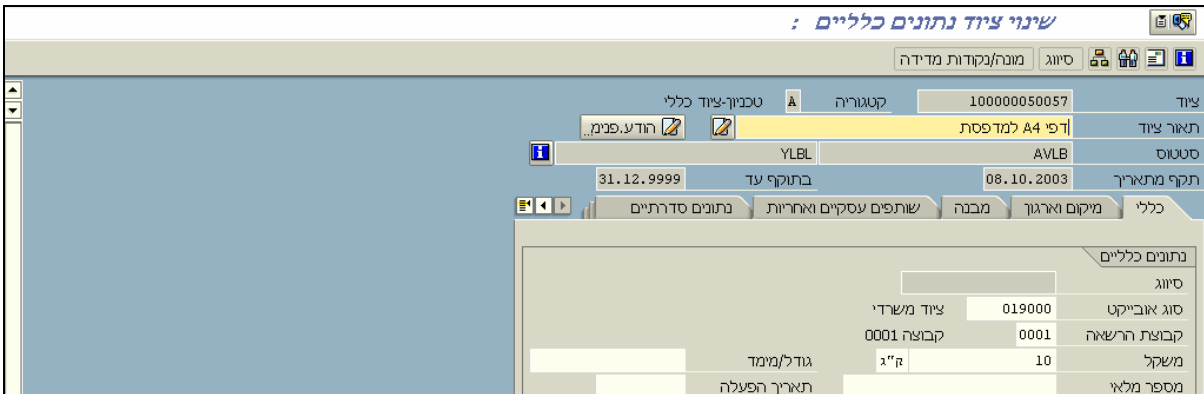 שינוי ציוד נתונים כלליים :
סיווג מונה/נקודות מדידה
ציוד 100000050057 קטגוריה A טכניון-ציוד כללי
תאור ציוד דפי A4 למדפסת הודע.פנימ..
סטטוס AVLB YLBL
תקף מתאריך 08.10.2003 בתוקף עד 31.12.9999
כללי מיקום וארגון מבנה שותפים עסקיים ואחריות נתונים סדרתיים
נתונים כלליים
סיווג
סוג אובייקט 019000 ציוד משרדי
קבוצת הרשאה 0001 קבוצה 0001
משקל 10 ק"ג גודל/מימד
מספר מלאי תאריך הפעלה